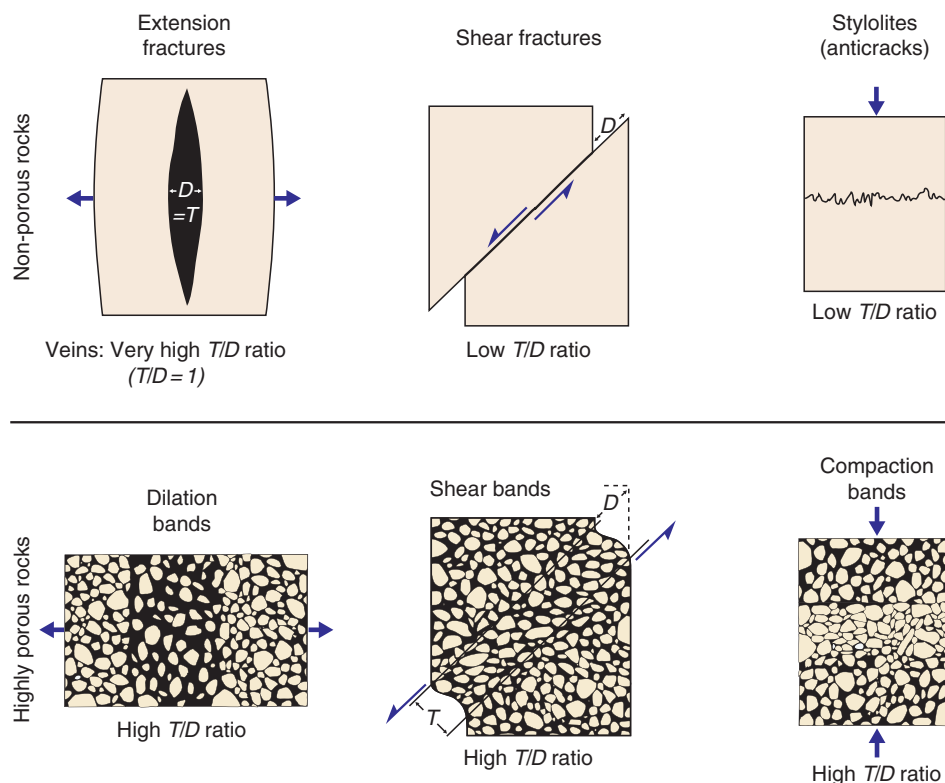 Extension
fractures
Shear fractures
Stylolites
(anticracks)
Non-porous rocks
D
=T
D
Veins: Very high T/D ratio
(T/D = 1)
Low T/D ratio
Low T/D ratio
Dilation
bands
Shear bands
Compaction
bands
Highly porous rocks
D
T
High T/D ratio
High T/D ratio
High T/D ratio